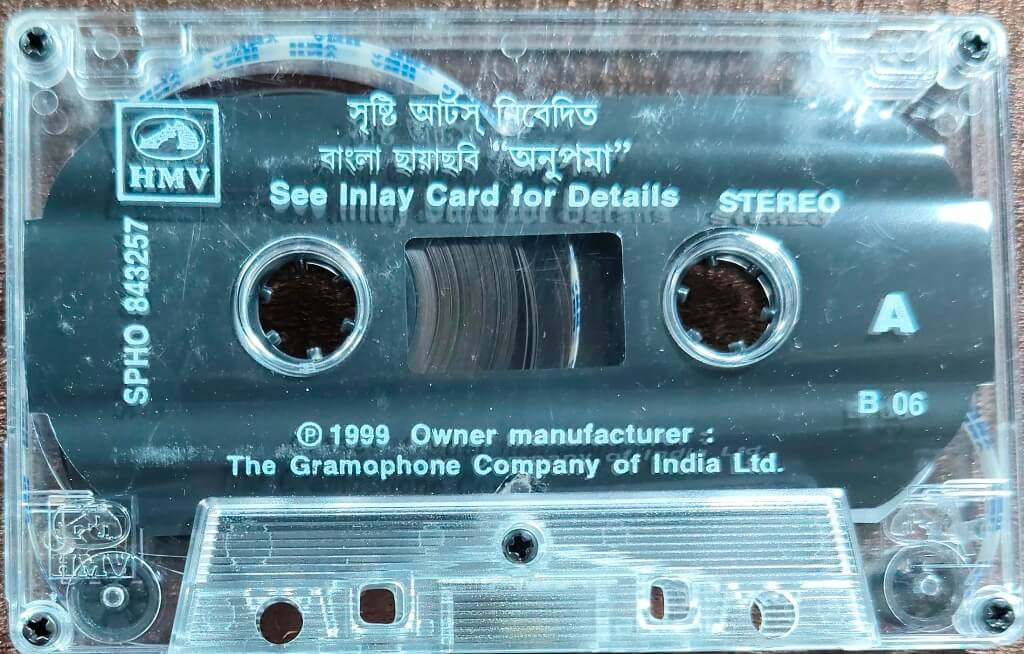 সৃষ্টি আর্টস্ নিবেদিত
বাংলা ছায়াছবি "অনুপমা"
HMV
See Inlay Card for Details
STEREO
SPHO 843257
A
B 06
Ⓟ 1999 Owner manufacturer :
The Gramophone Company of India Ltd.
HMV